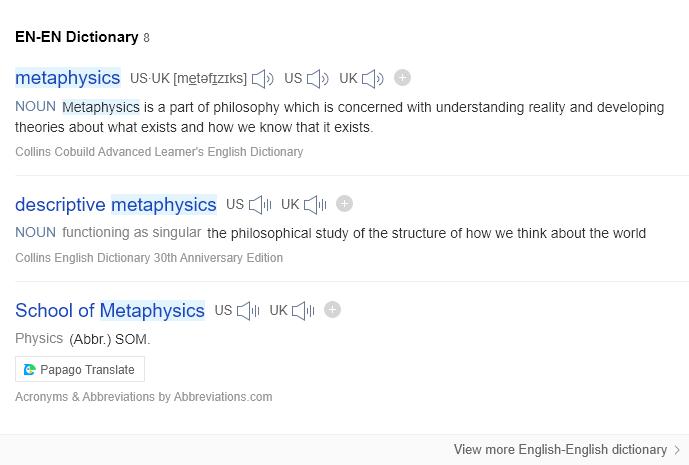 EN-EN Dictionary 8
metaphysics US·UK [metəfɪzɪks] US UK
NOUN Metaphysics is a part of philosophy which is concerned with understanding reality and developing
theories about what exists and how we know that it exists.
Collins Cobuild Advanced Learner's English Dictionary
descriptive metaphysics US UK
NOUN functioning as singular the philosophical study of the structure of how we think about the world
Collins English Dictionary 30th Anniversary Edition
School of Metaphysics US UK
Physics (Abbr.) SOM.
Papago Translate
Acronyms & Abbreviations by Abbreviations.com
View more English-English dictionary